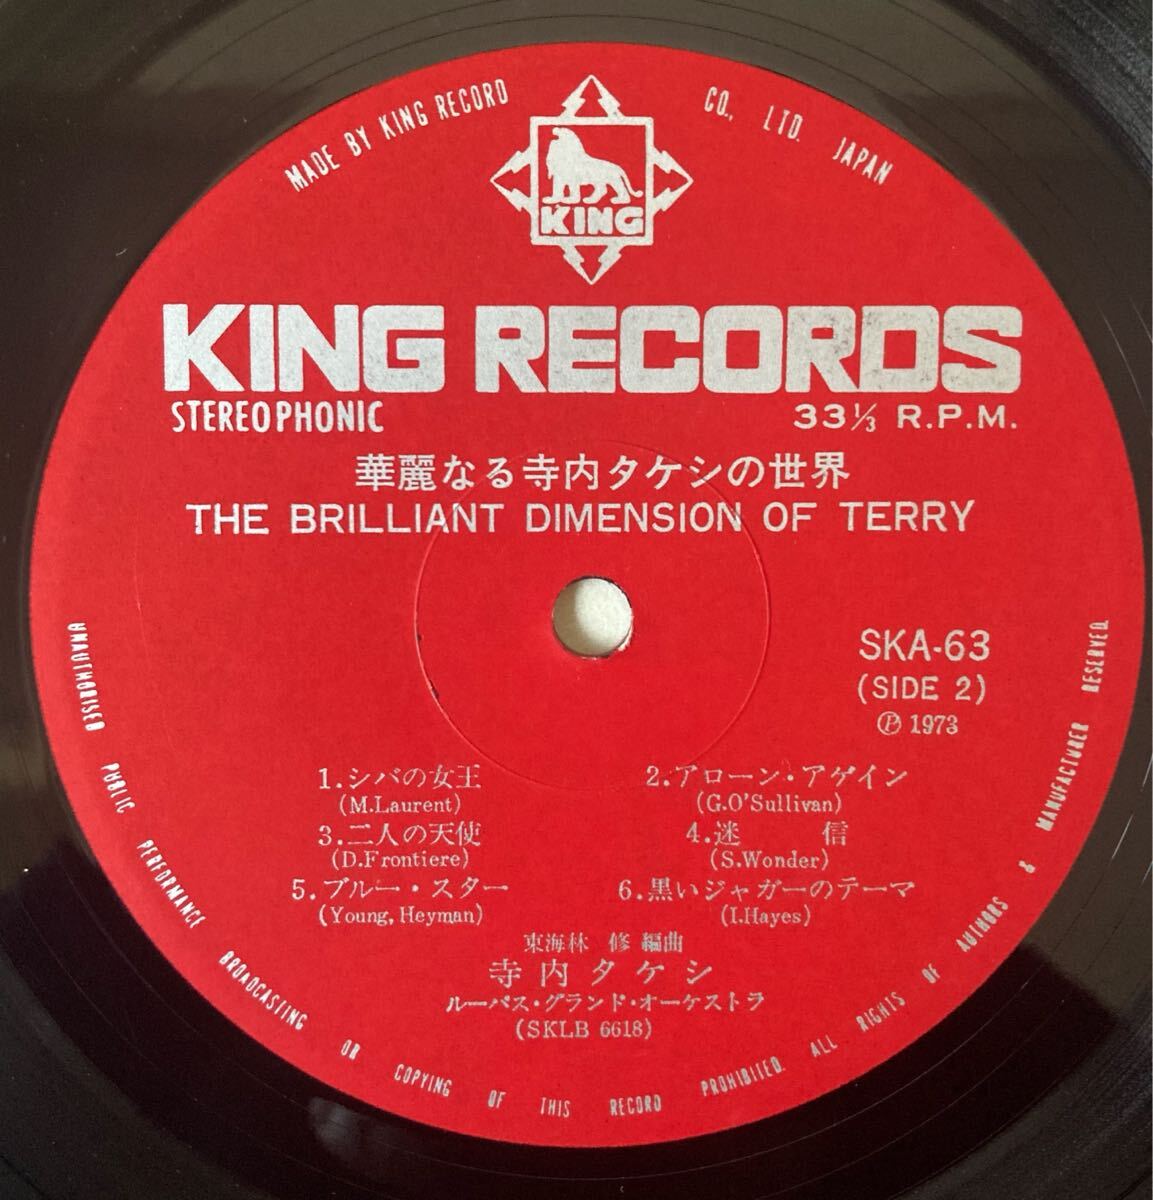 MADE BY KING RECORD CO., LTD. JAPAN
KING
KING RECORDS
STEREOPHONIC
33⅓ R.P.M.
華麗なる寺内タケシの世界
THE BRILLIANT DIMENSION OF TERRY
SKA-63
(SIDE 2)
Ⓟ 1973
1.シバの女王
(M.Laurent)
2.アローン・アゲイン
(G.O'Sullivan)
3.二人の天使
(D.Frontiere)
4.迷 信
(S.Wonder)
5.ブルー・スター
(Young, Heyman)
6.黒いジャガーのテーマ
(I.Hayes)
東海林 修 編曲
寺内タケシ
ルーパス・グランド・オーケストラ
(SKLB 6618)
UNAUTHORISED PUBLIC PERFORMANCE BROADCASTING OR COPYING OF THIS RECORD PROHIBITED. ALL RIGHTS OF AUTHORS & MANUFACTURER RESERVED.